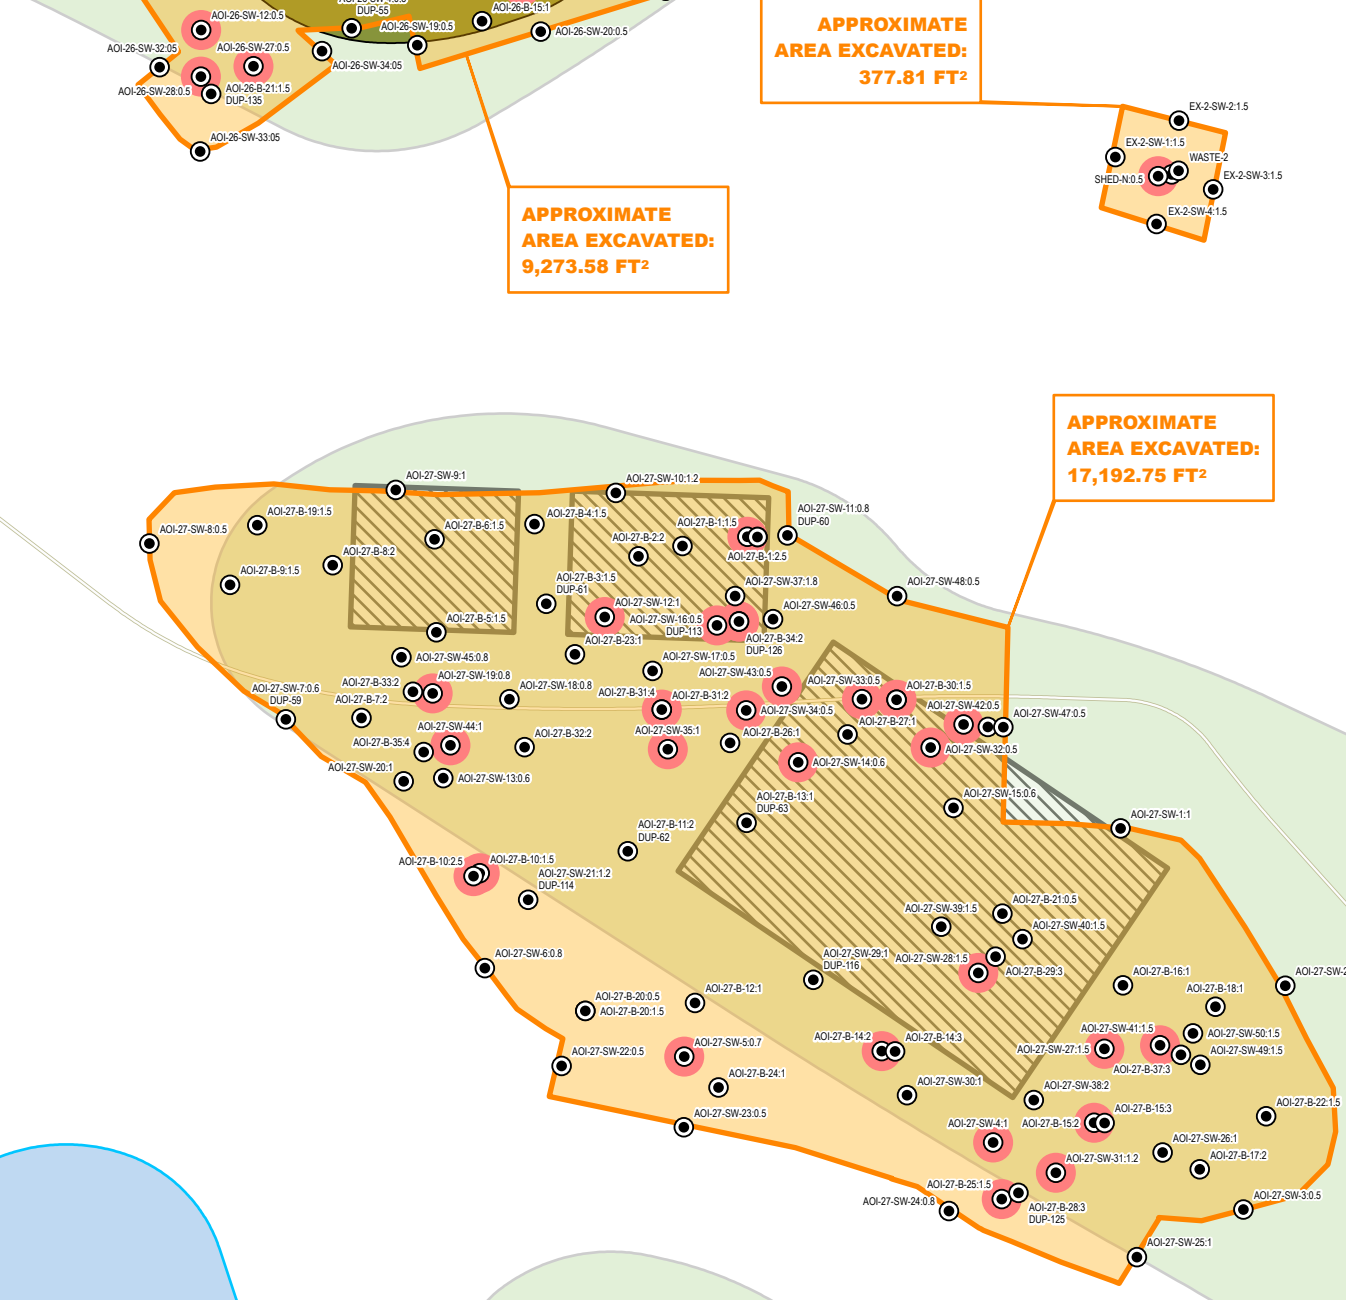 DUP-55
AOI-26-SW-12:0.5
AOI-26-SW-19:0.5
AOI-26-B-15:1
AOI-26-SW-20:0.5
AOI-26-SW-32:05
AOI-26-SW-27:0.5
AOI-26-SW-34:05
AOI-26-SW-28:0.5
AOI-26-B-21:1.5
DUP-135
AOI-26-SW-33:05
APPROXIMATE
AREA EXCAVATED:
377.81 FT²
EX-2-SW-2:1.5
EX-2-SW-1:1.5
WASTE-2
SHED-N:0.5
EX-2-SW-3:1.5
EX-2-SW-4:1.5
APPROXIMATE
AREA EXCAVATED:
9,273.58 FT²
APPROXIMATE
AREA EXCAVATED:
17,192.75 FT²
AOI-27-SW-9:1
AOI-27-SW-10:1.2
AOI-27-B-19:1.5
AOI-27-B-4:1.5
AOI-27-SW-11:0.8
DUP-60
AOI-27-SW-8:0.5
AOI-27-B-6:1.5
AOI-27-B-1:1.5
AOI-27-B-2:2
AOI-27-B-8:2
AOI-27-B-1:2.5
AOI-27-B-9:1.5
AOI-27-B-3:1.5
DUP-61
AOI-27-SW-37:1.8
AOI-27-SW-48:0.5
AOI-27-SW-12:1
AOI-27-SW-46:0.5
AOI-27-B-5:1.5
AOI-27-SW-16:0.5
DUP-113
AOI-27-B-34:2
DUP-126
AOI-27-B-23:1
AOI-27-SW-45:0.8
AOI-27-SW-17:0.5
AOI-27-SW-43:0.5
AOI-27-SW-19:0.8
AOI-27-SW-33:0.5
AOI-27-B-30:1.5
AOI-27-B-33:2
AOI-27-SW-7:0.6
DUP-59
AOI-27-B-7:2
AOI-27-SW-18:0.8
AOI-27-B-31:4
AOI-27-B-31:2
AOI-27-SW-34:0.5
AOI-27-SW-42:0.5
AOI-27-SW-47:0.5
AOI-27-B-27:1
AOI-27-SW-44:1
AOI-27-SW-35:1
AOI-27-B-26:1
AOI-27-B-32:2
AOI-27-B-35:4
AOI-27-SW-32:0.5
AOI-27-SW-20:1
AOI-27-SW-13:0.6
AOI-27-SW-14:0.6
AOI-27-B-13:1
DUP-63
AOI-27-SW-15:0.6
AOI-27-SW-1:1
AOI-27-B-11:2
DUP-62
AOI-27-B-10:2.5
AOI-27-B-10:1.5
AOI-27-SW-21:1.2
DUP-114
AOI-27-SW-39:1.5
AOI-27-B-21:0.5
AOI-27-SW-40:1.5
AOI-27-SW-29:1
DUP-116
AOI-27-SW-28:1.5
AOI-27-B-29:3
AOI-27-SW-6:0.8
AOI-27-B-16:1
AOI-27-SW-2
AOI-27-B-18:1
AOI-27-B-20:0.5
AOI-27-B-20:1.5
AOI-27-B-12:1
AOI-27-SW-41:1.5
AOI-27-SW-50:1.5
AOI-27-B-14:2
AOI-27-B-14:3
AOI-27-SW-5:0.7
AOI-27-SW-27:1.5
AOI-27-SW-49:1.5
AOI-27-SW-22:0.5
AOI-27-B-37:3
AOI-27-B-24:1
AOI-27-SW-30:1
AOI-27-SW-38:2
AOI-27-B-22:1.5
AOI-27-B-15:3
AOI-27-SW-23:0.5
AOI-27-SW-4:1
AOI-27-B-15:2
AOI-27-SW-26:1
AOI-27-SW-31:1.2
AOI-27-B-17:2
AOI-27-B-25:1.5
AOI-27-SW-24:0.8
AOI-27-B-28:3
DUP-125
AOI-27-SW-3:0.5
AOI-27-SW-25:1